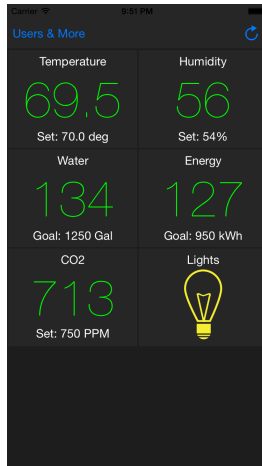 Carrier 9:51 PM
Users & More
Temperature Humidity
69.5 56
Set: 70.0 deg Set: 54%
Water Energy
134 127
Goal: 1250 Gal Goal: 950 kWh
CO2 Lights
713
Set: 750 PPM